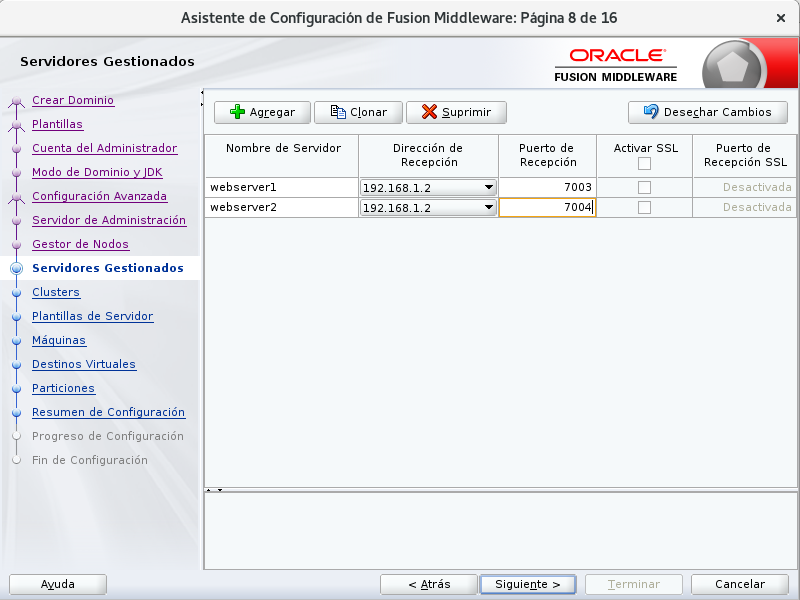 Asistente de Configuración de Fusion Middleware: Página 8 de 16
Servidores Gestionados
ORACLE
FUSION MIDDLEWARE
Crear Dominio
Plantillas
Cuenta del Administrador
Modo de Dominio y JDK
Configuración Avanzada
Servidor de Administración
Gestor de Nodos
Servidores Gestionados
Clusters
Plantillas de Servidor
Máquinas
Destinos Virtuales
Particiones
Resumen de Configuración
Progreso de Configuración
Fin de Configuración
Agregar Clonar Suprimir Desechar Cambios
Nombre de Servidor Dirección de Recepción Puerto de Recepción Activar SSL Puerto de Recepción SSL
webserver1 192.168.1.2 7003 Desactivada
webserver2 192.168.1.2 7004 Desactivada
Ayuda < Atrás Siguiente > Terminar Cancelar